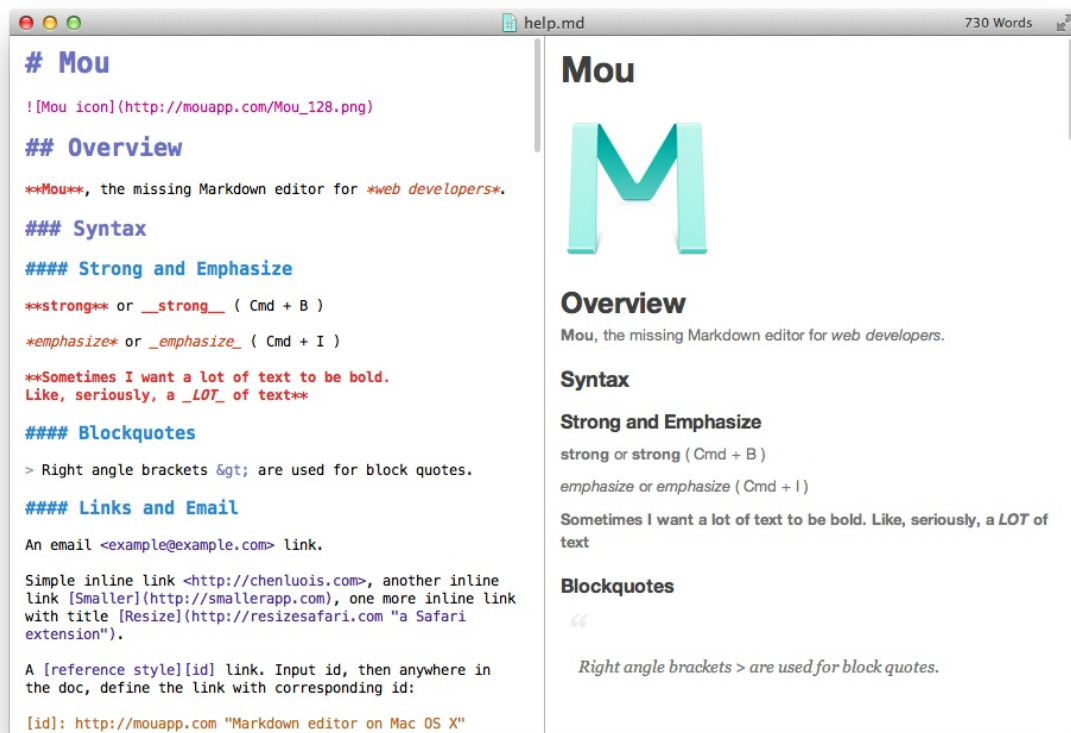 help.md
730 Words
# Mou
![Mou icon](http://mouapp.com/Mou_128.png)
## Overview
**Mou**, the missing Markdown editor for *web developers*.
### Syntax
#### Strong and Emphasize
**strong** or __strong__ ( Cmd + B )
*emphasize* or _emphasize_ ( Cmd + I )
**Sometimes I want a lot of text to be bold.
Like, seriously, a _LOT_ of text**
#### Blockquotes
> Right angle brackets &gt; are used for block quotes.
#### Links and Email
An email <example@example.com> link.
Simple inline link <http://chenluois.com>, another inline
link [Smaller](http://smallerapp.com), one more inline link
with title [Resize](http://resizesafari.com "a Safari
extension").
A [reference style][id] link. Input id, then anywhere in
the doc, define the link with corresponding id:
[id]: http://mouapp.com "Markdown editor on Mac OS X"
Mou
M
Overview
Mou, the missing Markdown editor for web developers.
Syntax
Strong and Emphasize
strong or strong ( Cmd + B )
emphasize or emphasize ( Cmd + I )
Sometimes I want a lot of text to be bold. Like, seriously, a LOT of
text
Blockquotes
“
Right angle brackets > are used for block quotes.